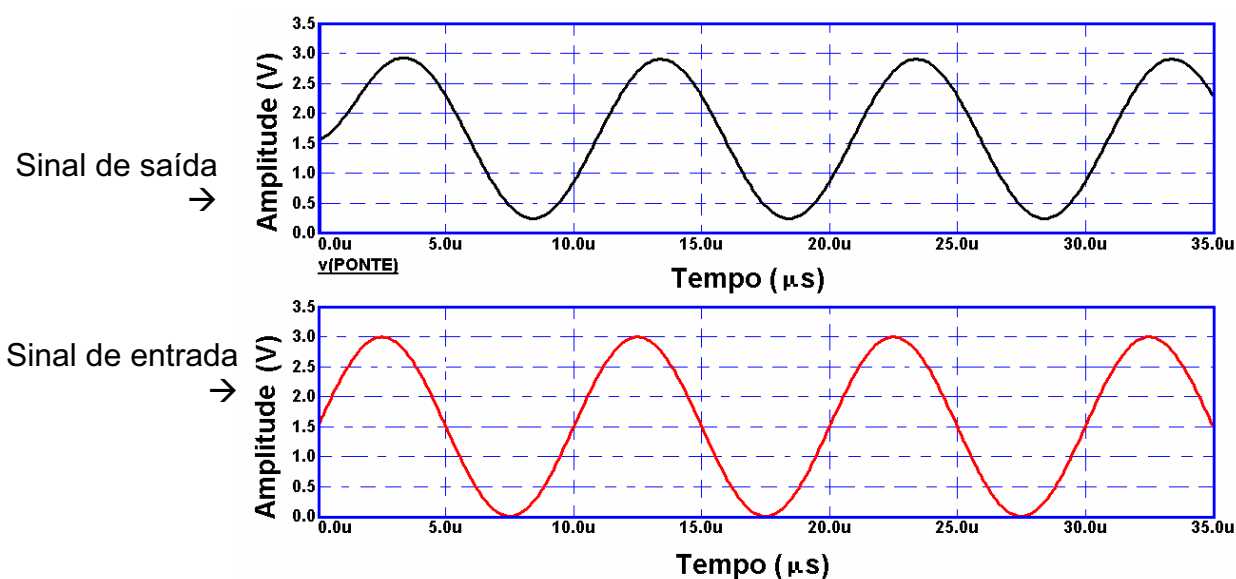 Sinal de saída
→
Amplitude (V)
3.5
3.0
2.5
2.0
1.5
1.0
0.5
0.0
0.0u 5.0u 10.0u 15.0u 20.0u 25.0u 30.0u 35.0u
v(PONTE)
Tempo ( μs)
Sinal de entrada
→
Amplitude (V)
3.5
3.0
2.5
2.0
1.5
1.0
0.5
0.0
0.0u 5.0u 10.0u 15.0u 20.0u 25.0u 30.0u 35.0u
Tempo ( μs)